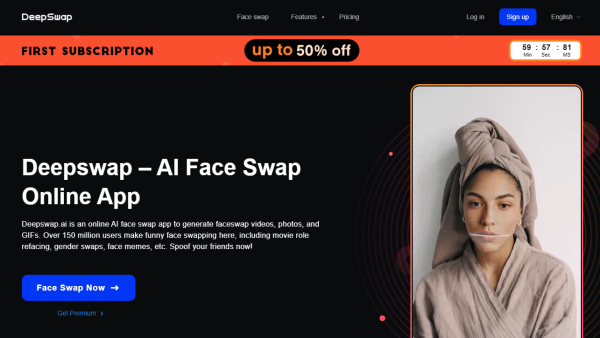 DeepSwap
Face swap
Features
Pricing
Log in
Sign up
English
FIRST SUBSCRIPTION
up to 50% off
59 : 57 : 81
Min Sec MS
Deepswap – AI Face Swap
Online App
Deepswap.ai is an online AI face swap app to generate faceswap videos, photos, and
GIFs. Over 150 million users make funny face swapping here, including movie role
refacing, gender swaps, face memes, etc. Spoof your friends now!
Face Swap Now →
Get Premium >